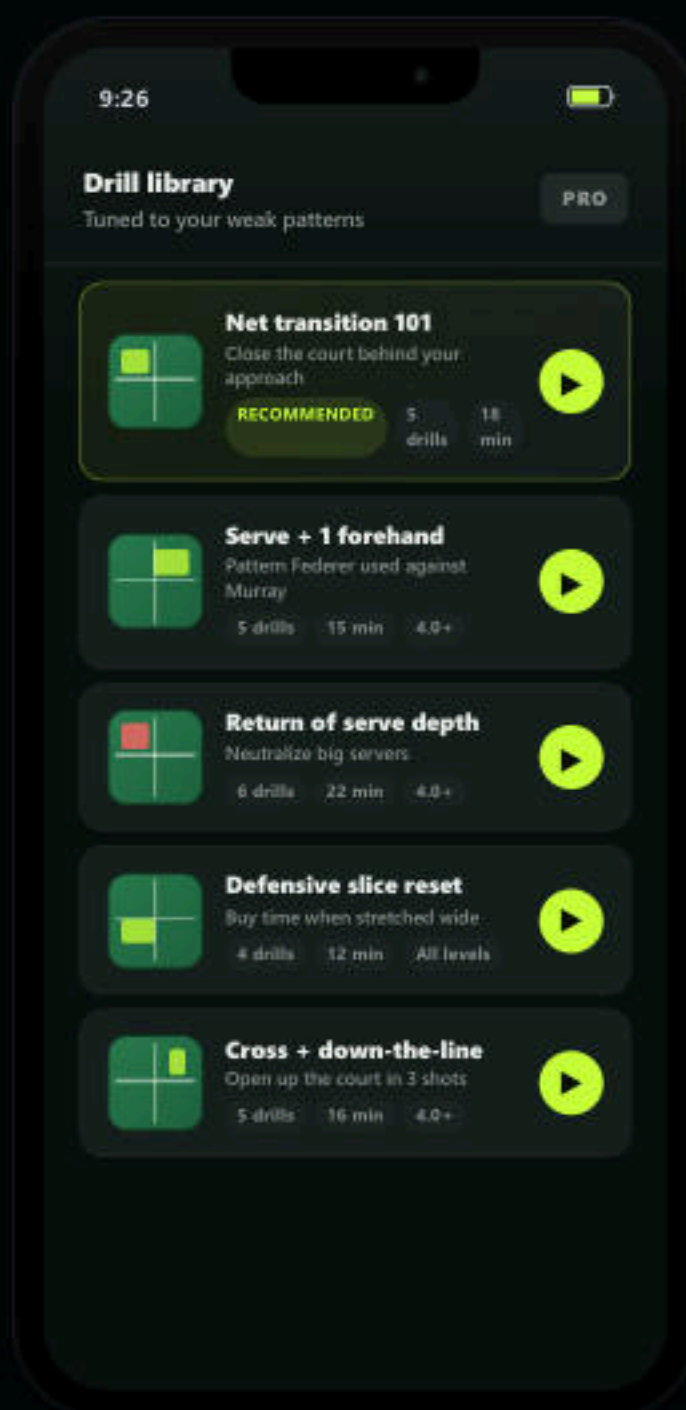 9:26
Drill library
Tuned to your weak patterns
PRO
Net transition 101
Close the court behind your
approach
RECOMMENDED
5
drills
18
min
Serve + 1 forehand
Pattern Federer used against
Murray
5 drills 15 min 4.0+
Return of serve depth
Neutralize big servers
6 drills 22 min 4.0+
Defensive slice reset
Buy time when stretched wide
4 drills 12 min All levels
Cross + down-the-line
Open up the court in 3 shots
5 drills 16 min 4.0+